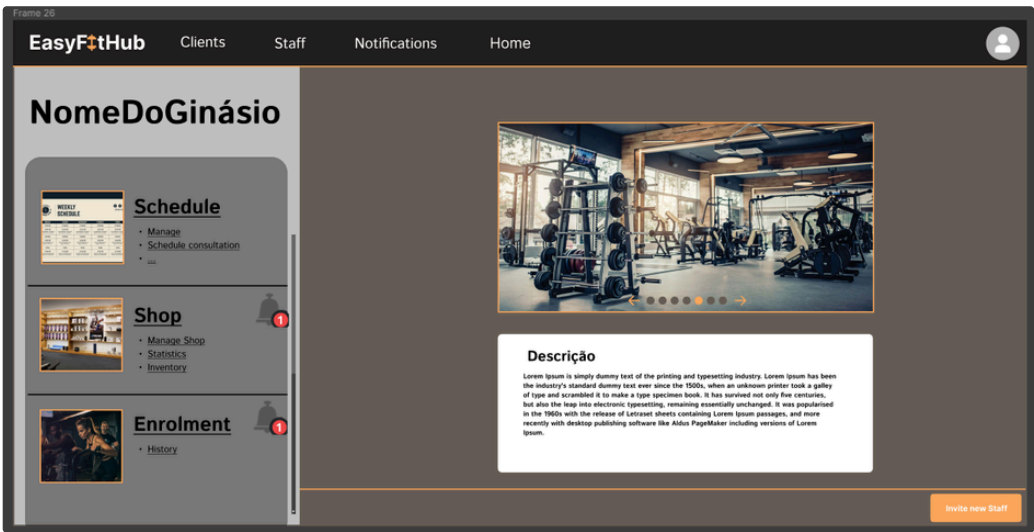 Frame 26
EasyFitHub
Clients
Staff
Notifications
Home
NomeDoGinásio
WEEKLY
SCHEDULE
Schedule
Manage
Schedule consultation
...
Shop
1
Manage Shop
Statistics
Inventory
Enrolment
1
History
Descrição
Lorem Ipsum is simply dummy text of the printing and typesetting industry. Lorem Ipsum has been
the industry's standard dummy text ever since the 1500s, when an unknown printer took a galley
of type and scrambled it to make a type specimen book. It has survived not only five centuries,
but also the leap into electronic typesetting, remaining essentially unchanged. It was popularised
in the 1960s with the release of Letraset sheets containing Lorem Ipsum passages, and more
recently with desktop publishing software like Aldus PageMaker including versions of Lorem
Ipsum.
Invite new Staff